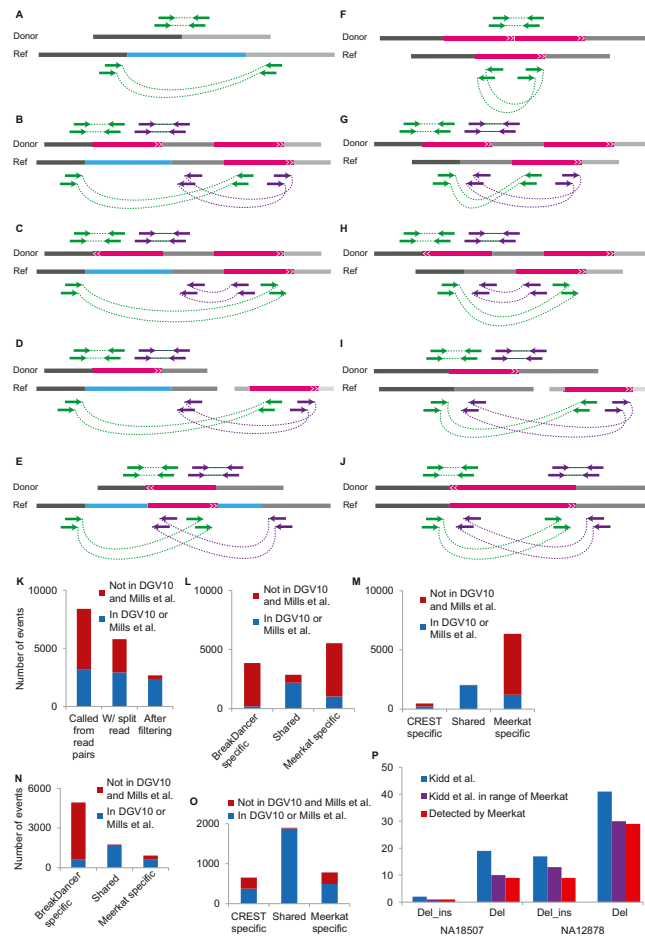 A
Donor
Ref
F
Donor
Ref
B
Donor
Ref
G
Donor
Ref
C
Donor
Ref
H
Donor
Ref
D
Donor
Ref
I
Donor
Ref
E
Donor
Ref
J
Donor
Ref
K
10000
5000
0
Number of events
Not in DGV10
and Mills et al.
In DGV10 or
Mills et al.
Called
from
read
pairs
W/ split
read
After
filtering
L
10000
5000
0
Not in DGV10
and Mills et al.
In DGV10 or
Mills et al.
BreakDancer
specific
Shared
Meerkat specific
M
10000
5000
0
Not in DGV10
and Mills et al.
In DGV10 or
Mills et al.
CREST
specific
Shared
Meerkat
specific
N
6000
3000
0
Number of events
Not in DGV10
and Mills et al.
In DGV10 or
Mills et al.
BreakDancer
specific
Shared
Meerkat specific
O
2000
1000
0
Not in DGV10 and Mills et al.
In DGV10 or Mills et al.
CREST
specific
Shared
Meerkat
specific
P
50
40
30
20
10
0
Kidd et al.
Kidd et al. in range of Meerkat
Detected by Meerkat
Del_ins
Del
Del_ins
Del
NA18507
NA12878